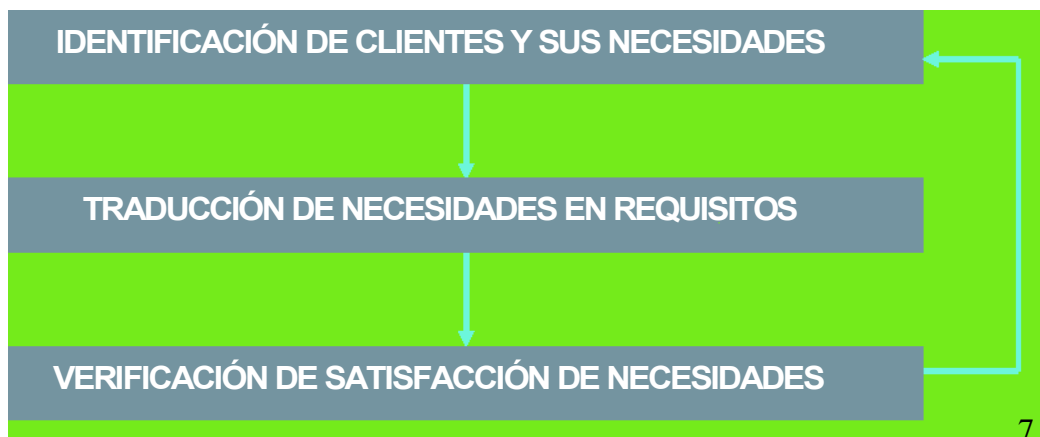 IDENTIFICACIÓN DE CLIENTES Y SUS NECESIDADES
TRADUCCIÓN DE NECESIDADES EN REQUISITOS
VERIFICACIÓN DE SATISFACCIÓN DE NECESIDADES
7